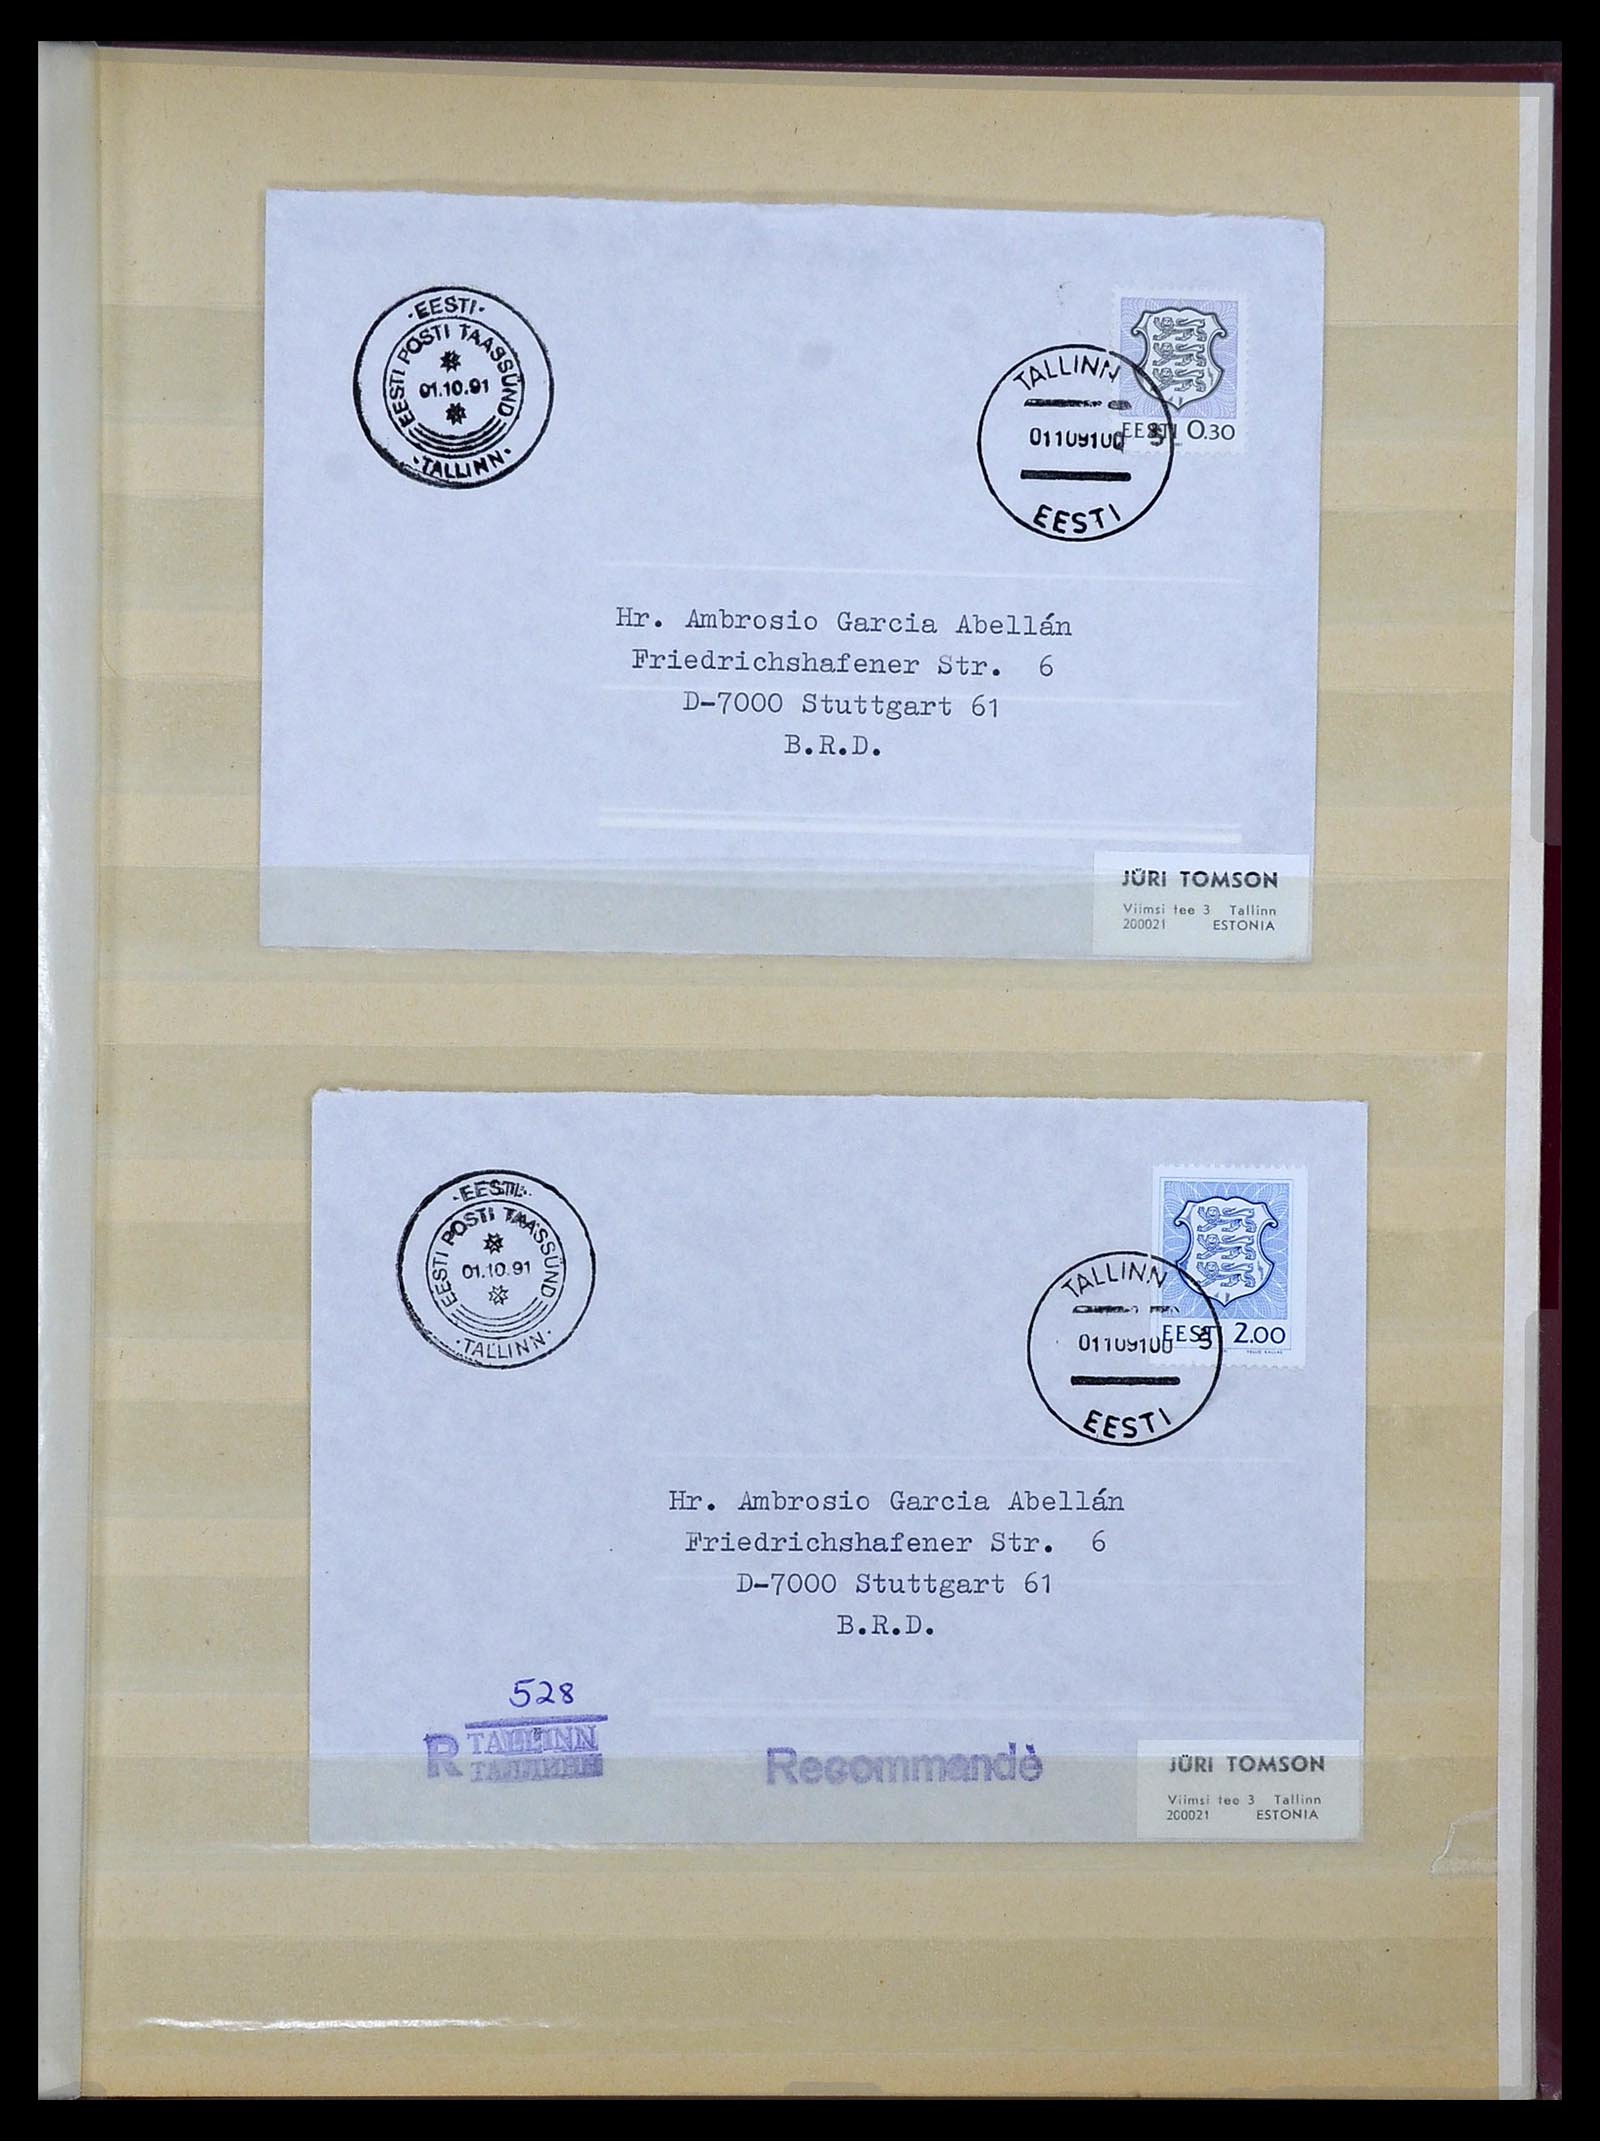 ·EESTI·
EESTI POSTI TAASSÜND
01.10.91
·TALLINN·
TALLINN
01109100
EESTI
EESTI 0.30
Hr. Ambrosio Garcia Abellán
Friedrichshafener Str. 6
D-7000 Stuttgart 61
B.R.D.
JÜRI TOMSON
Viimsi tee 3 Tallinn
200021 ESTONIA
·EESTI·
EESTI POSTI TAASSÜND
01.10.91
·TALLINN·
TALLINN
01109100
EESTI
EESTI 2.00
Hr. Ambrosio Garcia Abellán
Friedrichshafener Str. 6
D-7000 Stuttgart 61
B.R.D.
528
R TALLINN
ТАЛЛИНН
Recommandè
JÜRI TOMSON
Viimsi tee 3 Tallinn
200021 ESTONIA